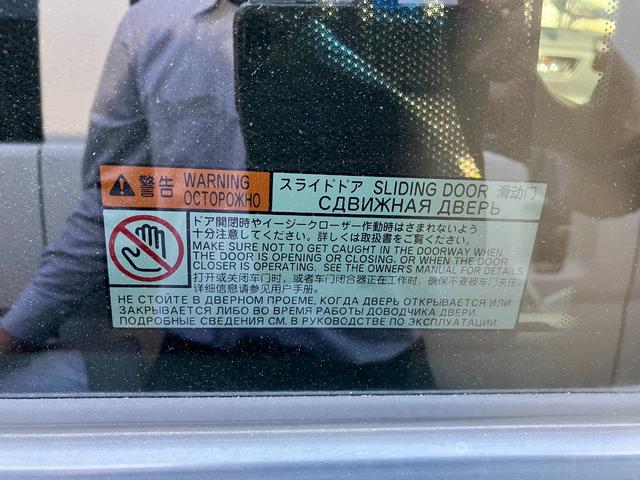 警告 WARNING
ОСТОРОЖНО
スライドドア SLIDING DOOR 滑动门
СДВИЖНАЯ ДВЕРЬ
ドア開閉時やイージークローザー作動時はさまれないよう
十分注意してください。詳しくは取扱書をご覧ください。
MAKE SURE NOT TO GET CAUGHT IN THE DOORWAY WHEN
THE DOOR IS OPENING OR CLOSING, OR WHEN THE DOOR
CLOSER IS OPERATING. SEE THE OWNER'S MANUAL FOR DETAILS.
打开或关闭车门时，或者车门闭合器正在工作时，确保不要被车门夹住。
详细信息请参见用户手册。
НЕ СТОЙТЕ В ДВЕРНОМ ПРОЕМЕ, КОГДА ДВЕРЬ ОТКРЫВАЕТСЯ ИЛИ
ЗАКРЫВАЕТСЯ ЛИБО ВО ВРЕМЯ РАБОТЫ ДОВОДЧИКА ДВЕРИ.
ПОДРОБНЫЕ СВЕДЕНИЯ СМ. В РУКОВОДСТВЕ ПО ЭКСПЛУАТАЦИИ.